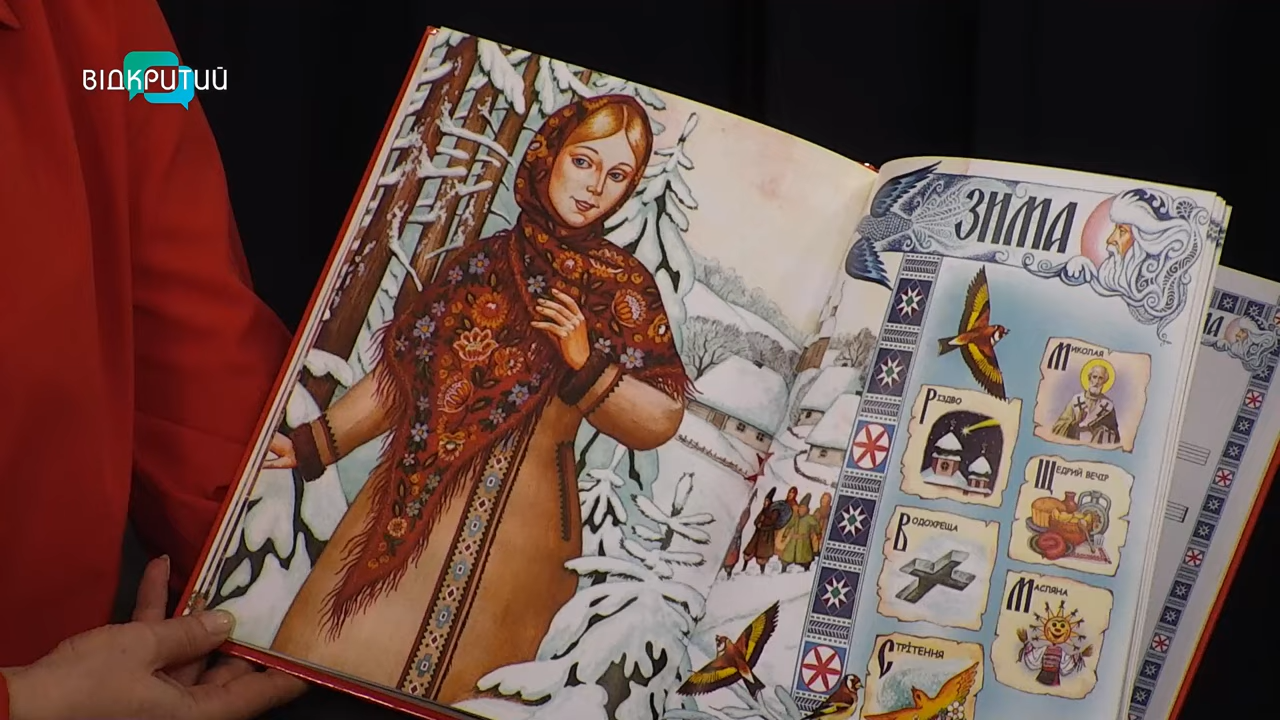 ВІДКРИТИЙ
ЗИМА
МИКОЛАЯ
РІЗДВО
ЩЕДРИЙ ВЕЧІР
ВОДОХРЕЩА
МАСЛЯНА
СТРІТЕННЯ